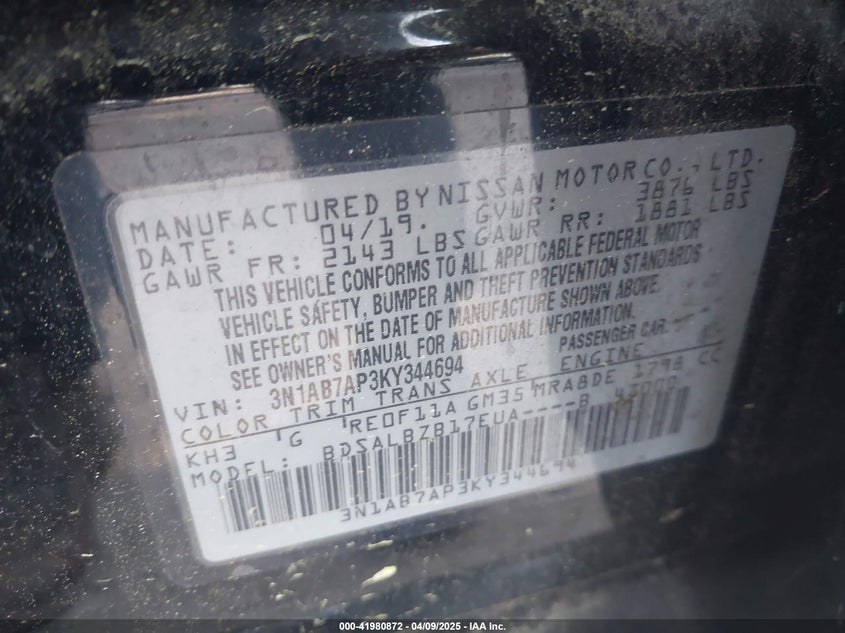 MANUFACTURED BY NISSAN MOTOR CO., LTD.
DATE: 04/19. GVWR: 3876 LBS
GAWR FR: 2143 LBS GAWR RR: 1881 LBS
THIS VEHICLE CONFORMS TO ALL APPLICABLE FEDERAL MOTOR
VEHICLE SAFETY, BUMPER AND THEFT PREVENTION STANDARDS
IN EFFECT ON THE DATE OF MANUFACTURE SHOWN ABOVE.
SEE OWNER'S MANUAL FOR ADDITIONAL INFORMATION.
VIN: 3N1AB7AP3KY344694 PASSENGER CAR
COLOR TRIM TRANS AXLE ENGINE 1798 CC
KH3 G RE0F11A GM35 MRA8DE
MODEL: BDSALBZB17EUA----B 43000
3N1AB7AP3KY344694
000-41980872 - 04/09/2025 - IAA Inc.